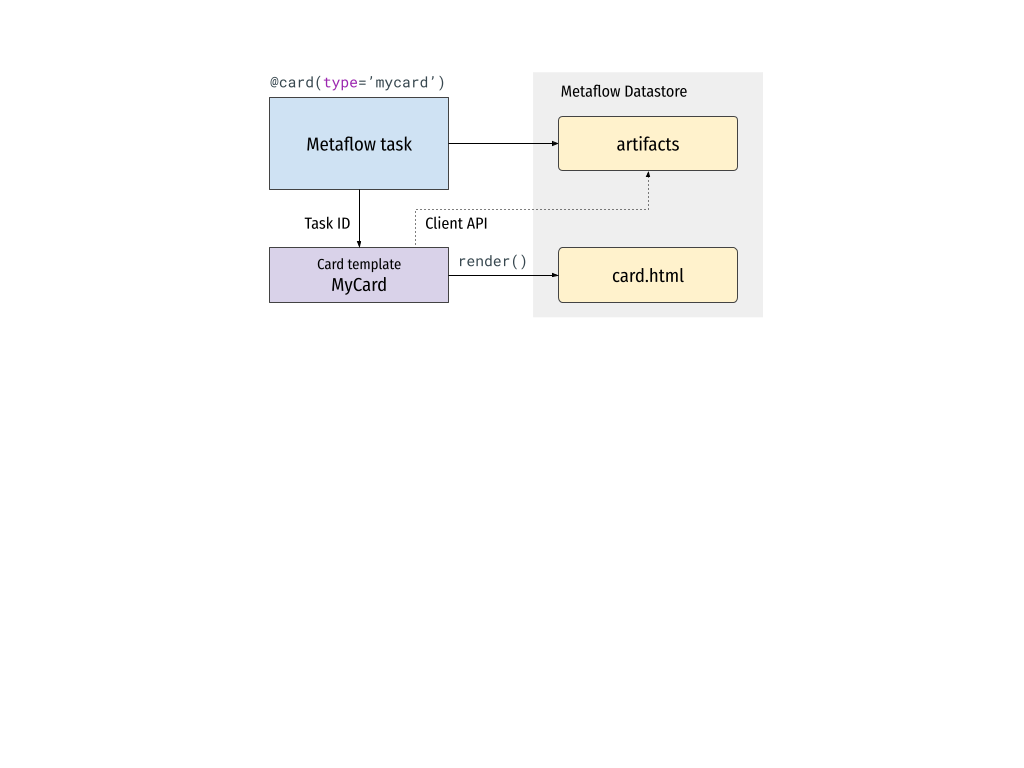 @card(type=’mycard’)
Metaflow Datastore
Metaflow task
artifacts
Task ID
Client API
Card template
MyCard
render()
card.html